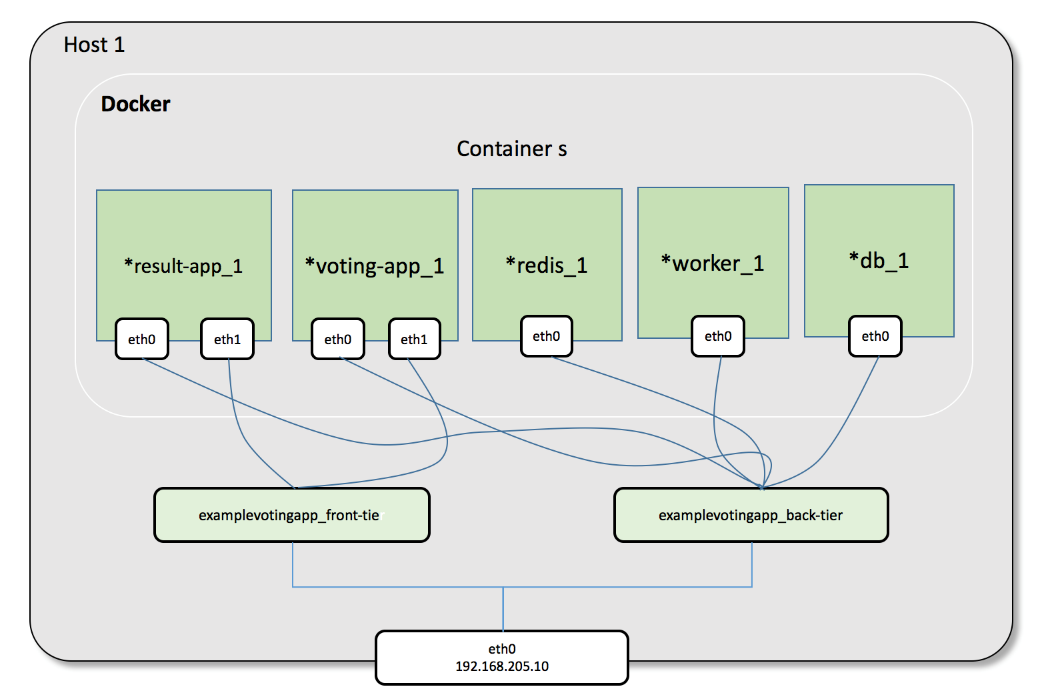 Host 1
Docker
Container s
*result-app_1
*voting-app_1
*redis_1
*worker_1
*db_1
eth0
eth1
eth0
eth1
eth0
eth0
eth0
examplevotingapp_front-tie
examplevotingapp_back-tier
eth0
192.168.205.10